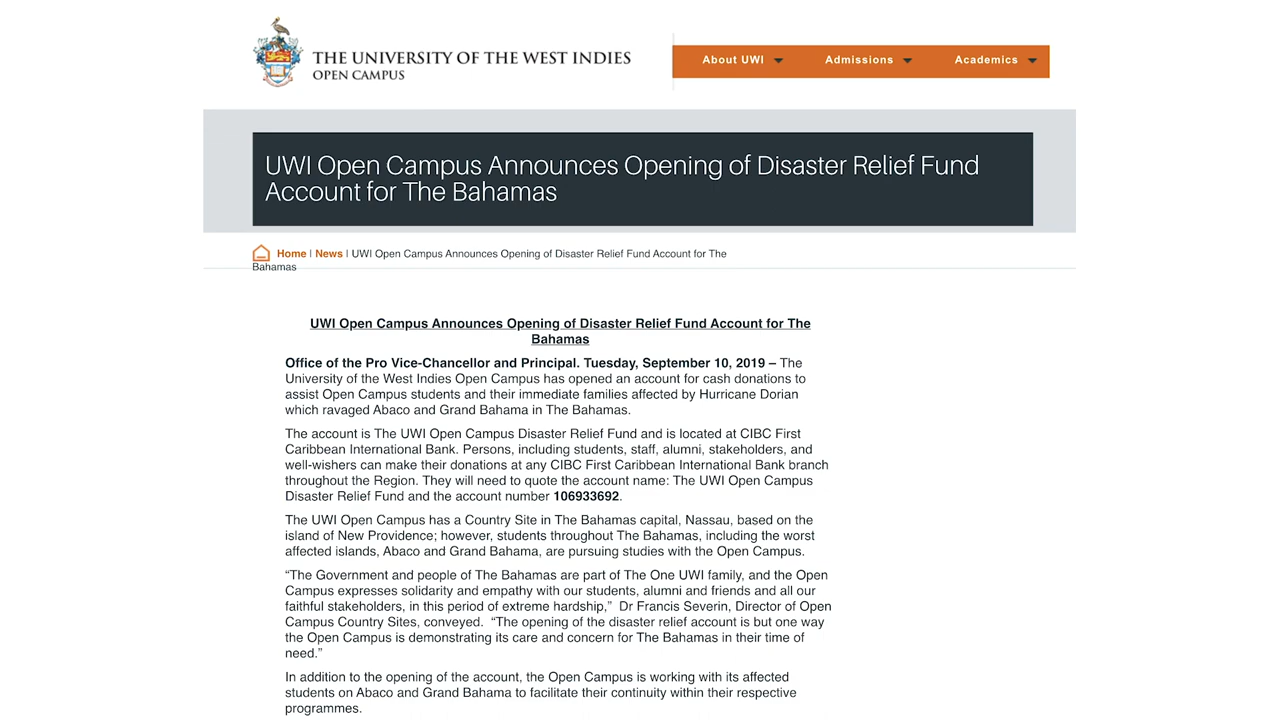 THE UNIVERSITY OF THE WEST INDIES
OPEN CAMPUS
About UWI
Admissions
Academics
UWI Open Campus Announces Opening of Disaster Relief Fund
Account for The Bahamas
Home | News | UWI Open Campus Announces Opening of Disaster Relief Fund Account for The
Bahamas
UWI Open Campus Announces Opening of Disaster Relief Fund Account for The
Bahamas
Office of the Pro Vice-Chancellor and Principal. Tuesday, September 10, 2019 – The
University of the West Indies Open Campus has opened an account for cash donations to
assist Open Campus students and their immediate families affected by Hurricane Dorian
which ravaged Abaco and Grand Bahama in The Bahamas.
The account is The UWI Open Campus Disaster Relief Fund and is located at CIBC First
Caribbean International Bank. Persons, including students, staff, alumni, stakeholders, and
well-wishers can make their donations at any CIBC First Caribbean International Bank branch
throughout the Region. They will need to quote the account name: The UWI Open Campus
Disaster Relief Fund and the account number 106933692.
The UWI Open Campus has a Country Site in The Bahamas capital, Nassau, based on the
island of New Providence; however, students throughout The Bahamas, including the worst
affected islands, Abaco and Grand Bahama, are pursuing studies with the Open Campus.
“The Government and people of The Bahamas are part of The One UWI family, and the Open
Campus expresses solidarity and empathy with our students, alumni and friends and all our
faithful stakeholders, in this period of extreme hardship,”  Dr Francis Severin, Director of Open
Campus Country Sites, conveyed.  “The opening of the disaster relief account is but one way
the Open Campus is demonstrating its care and concern for The Bahamas in their time of
need.”
In addition to the opening of the account, the Open Campus is working with its affected
students on Abaco and Grand Bahama to facilitate their continuity within their respective
programmes.